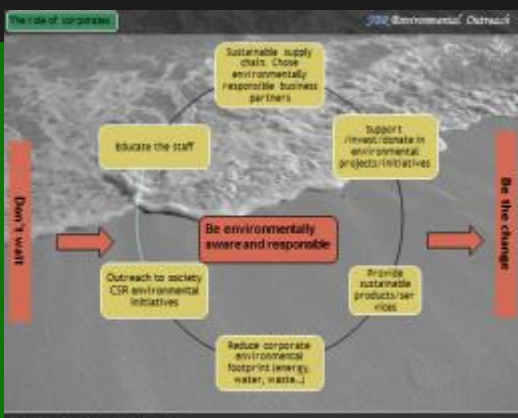 The role of corporates
JBR Environmental Outreach
Sustainable supply
chain. Chose
environmentally
responsible business
partners
Educate the staff
Support
/invest/donate in
environmental
projects/initiatives
Don't wait
Be environmentally
aware and responsible
Be the change
Outreach to society
CSR environmental
initiatives
Provide
sustainable
products/ser
vices
Reduce corporate
environmental
footprint (energy,
water, waste...)